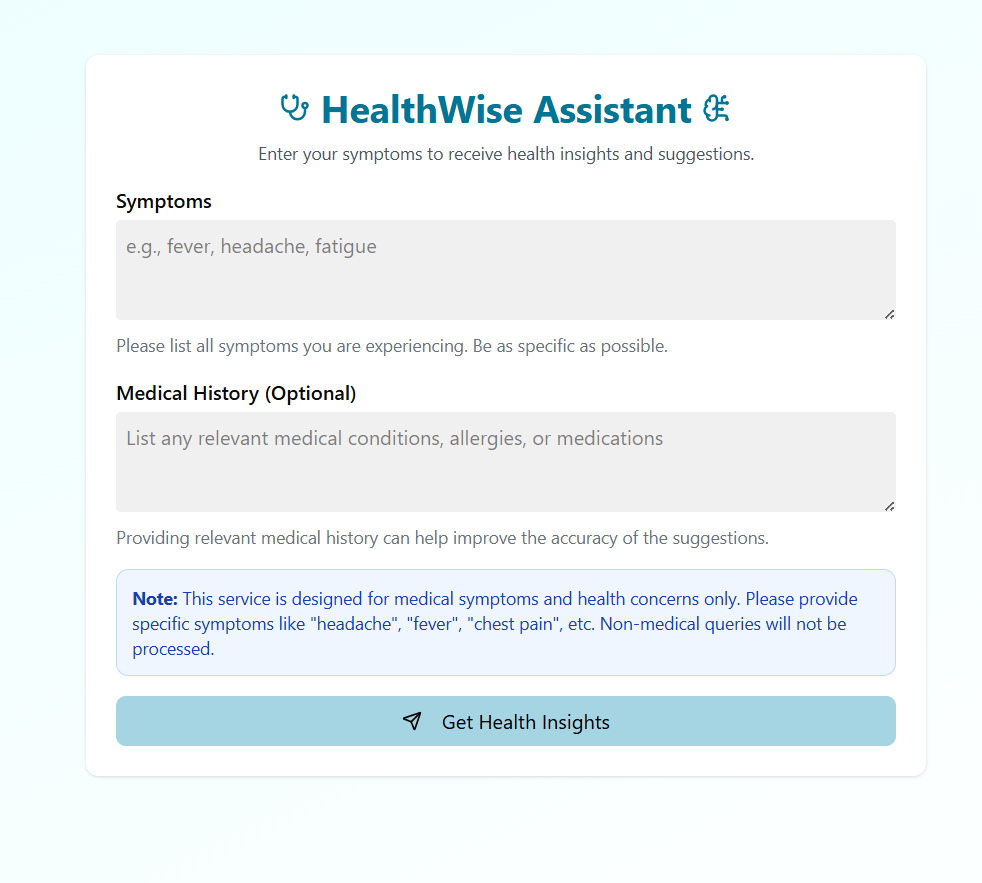 HealthWise Assistant
Enter your symptoms to receive health insights and suggestions.
Symptoms
e.g., fever, headache, fatigue
Please list all symptoms you are experiencing. Be as specific as possible.
Medical History (Optional)
List any relevant medical conditions, allergies, or medications
Providing relevant medical history can help improve the accuracy of the suggestions.
Note: This service is designed for medical symptoms and health concerns only. Please provide
specific symptoms like "headache", "fever", "chest pain", etc. Non-medical queries will not be
processed.
Get Health Insights